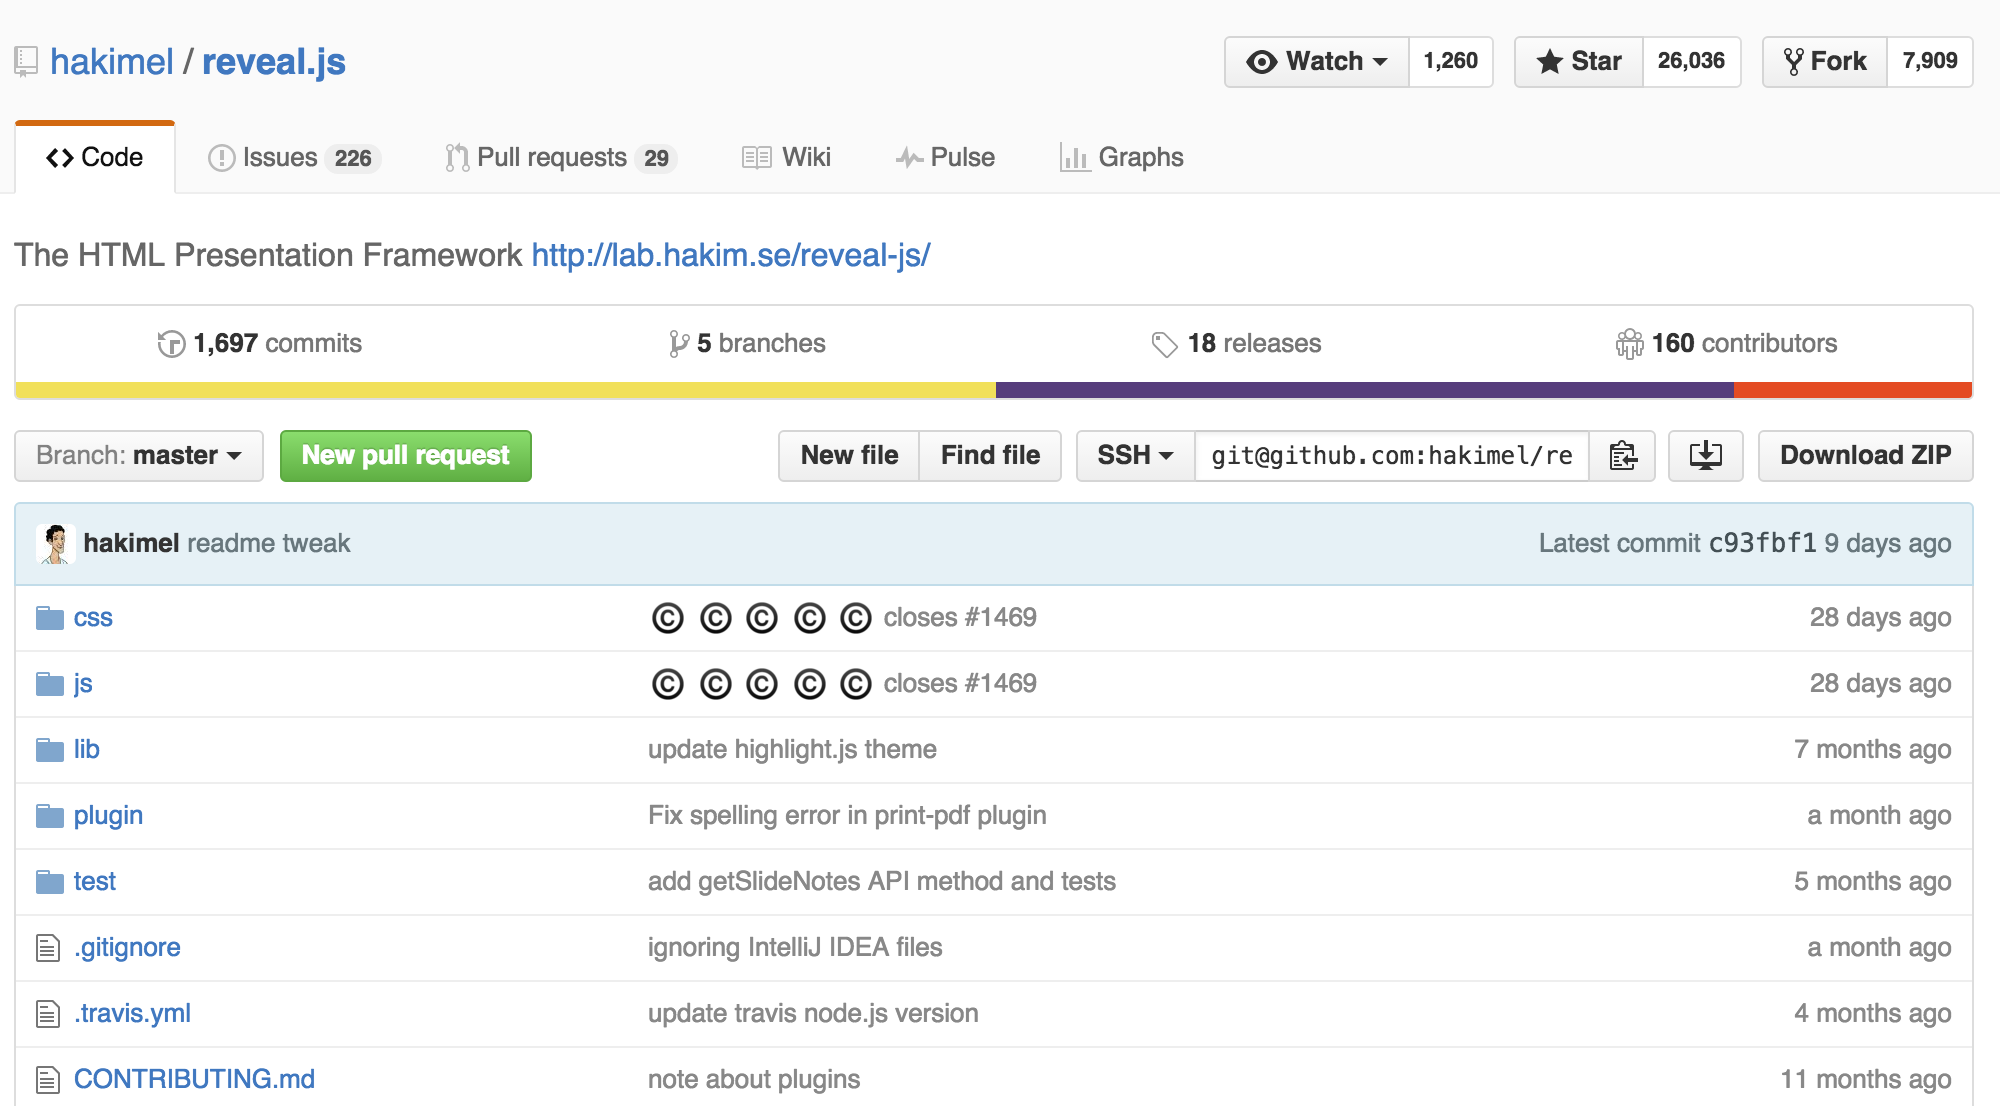 hakimel / reveal.js Watch 1,260 Star 26,036 Fork 7,909
Code Issues 226 Pull requests 29 Wiki Pulse Graphs
The HTML Presentation Framework http://lab.hakim.se/reveal-js/
1,697 commits 5 branches 18 releases 160 contributors
Branch: master New pull request New file Find file SSH git@github.com:hakimel/re Download ZIP
hakimel readme tweak Latest commit c93fbf1 9 days ago
css © © © © © closes #1469 28 days ago
js © © © © © closes #1469 28 days ago
lib update highlight.js theme 7 months ago
plugin Fix spelling error in print-pdf plugin a month ago
test add getSlideNotes API method and tests 5 months ago
.gitignore ignoring IntelliJ IDEA files a month ago
.travis.yml update travis node.js version 4 months ago
CONTRIBUTING.md note about plugins 11 months ago